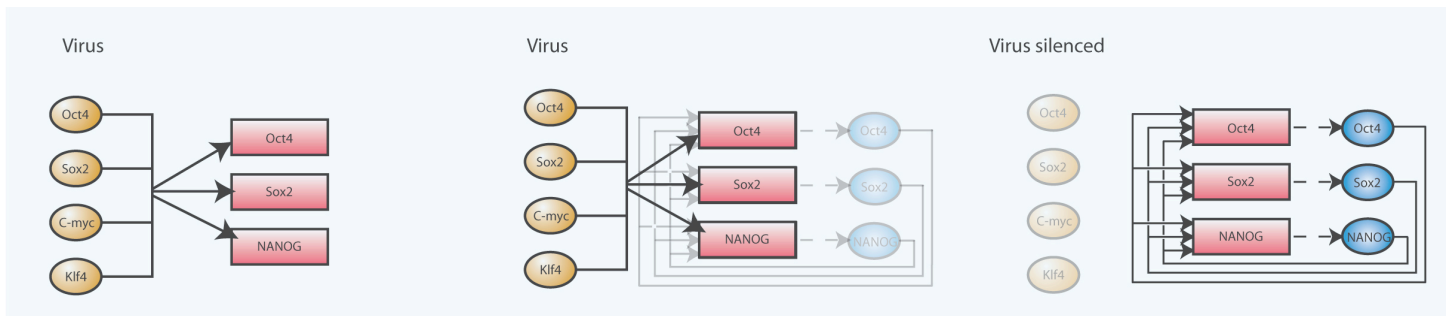 Virus
Oct4
Sox2
C-myc
Klf4
Oct4
Sox2
NANOG
Virus
Oct4
Sox2
C-myc
Klf4
Oct4
Sox2
NANOG
Oct4
Sox2
NANOG
Virus silenced
Oct4
Sox2
C-myc
Klf4
Oct4
Sox2
NANOG
Oct4
Sox2
NANOG